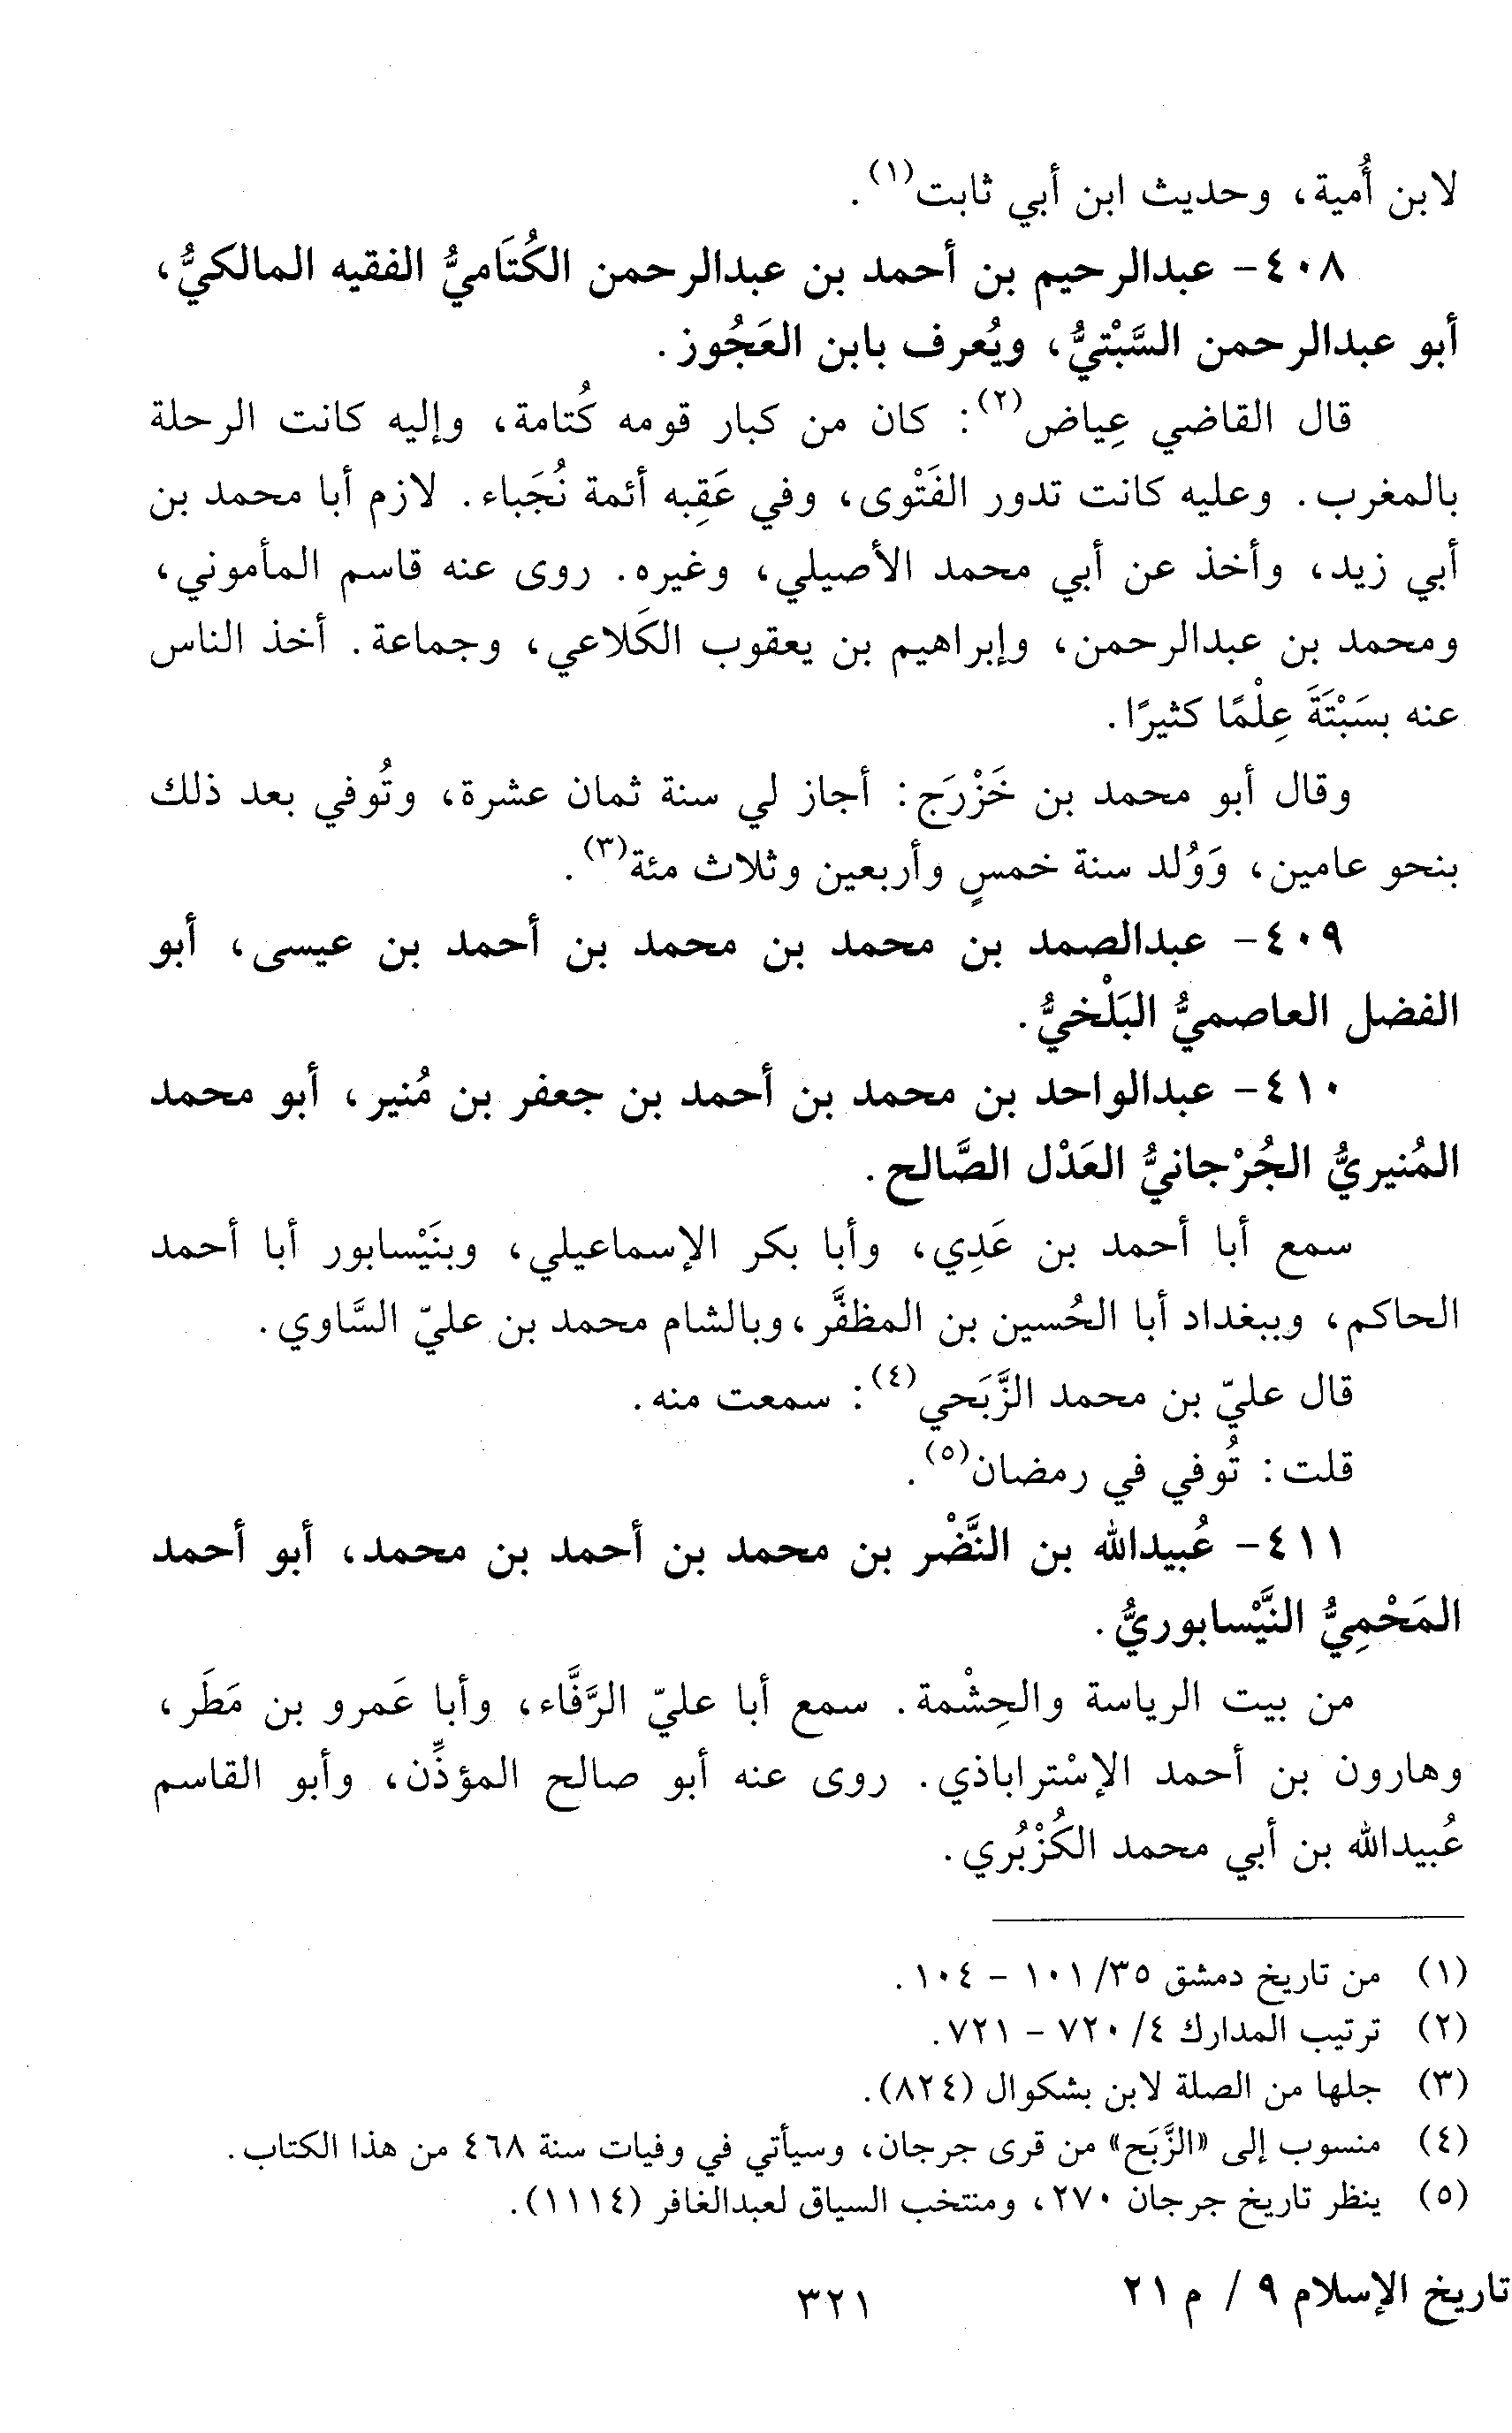 لابن أُمية، وحديث ابن أبي ثابت(١).
٤٠٨- عبدالرحيم بن أحمد بن عبدالرحمن الكُتَاميُّ الفقيه المالكيُّ،
أبو عبدالرحمن السَّبْتيُّ، ويُعرف بابن العَجُوز.
قال القاضي عِياض(٢): كان من كبار قومه كُتامة، وإليه كانت الرحلة
بالمغرب. وعليه كانت تدور الفَتْوى، وفي عَقِبه أئمة نُجَباء. لازم أبا محمد بن
أبي زيد، وأخذ عن أبي محمد الأصيلي، وغيره. روى عنه قاسم المأموني،
ومحمد بن عبدالرحمن، وإبراهيم بن يعقوب الكَلاعي، وجماعة. أخذ الناس
عنه بسَبْتَةَ عِلْمًا كثيرًا.
وقال أبو محمد بن خَزْرَج: أجاز لي سنة ثمان عشرة، وتُوفي بعد ذلك
بنحو عامين، وَوُلد سنة خمسٍ وأربعين وثلاث مئة(٣).
٤٠٩- عبدالصمد بن محمد بن محمد بن أحمد بن عيسى، أبو
الفضل العاصميُّ البَلْخيُّ.
٤١٠- عبدالواحد بن محمد بن أحمد بن جعفر بن مُنير، أبو محمد
المُنيريُّ الجُرْجانيُّ العَدْل الصَّالح.
سمع أبا أحمد بن عَدِي، وأبا بكر الإسماعيلي، وبنَيْسابور أبا أحمد
الحاكم، وببغداد أبا الحُسين بن المظفَّر، وبالشام محمد بن عليّ السَّاوي.
قال عليّ بن محمد الزَّبَحي(٤): سمعت منه.
قلت: تُوفي في رمضان(٥).
٤١١- عُبيدالله بن النَّضْر بن محمد بن أحمد بن محمد، أبو أحمد
المَحْمِيُّ النَّيْسابوريُّ.
من بيت الرياسة والحِشْمة. سمع أبا عليّ الرَّفَّاء، وأبا عَمرو بن مَطَر،
وهارون بن أحمد الإسْتراباذي. روى عنه أبو صالح المؤذِّن، وأبو القاسم
عُبيدالله بن أبي محمد الكُزْبُري.
(١) من تاريخ دمشق ٣٥/ ١٠١ - ١٠٤.
(٢) ترتيب المدارك ٤/ ٧٢٠ - ٧٢١.
(٣) جلها من الصلة لابن بشكوال (٨٢٤).
(٤) منسوب إلى «الزَّبَح» من قرى جرجان، وسيأتي في وفيات سنة ٤٦٨ من هذا الكتاب.
(٥) ينظر تاريخ جرجان ٢٧٠، ومنتخب السياق لعبدالغافر (١١١٤).
تاريخ الإسلام ٩ / م ٢١
٣٢١